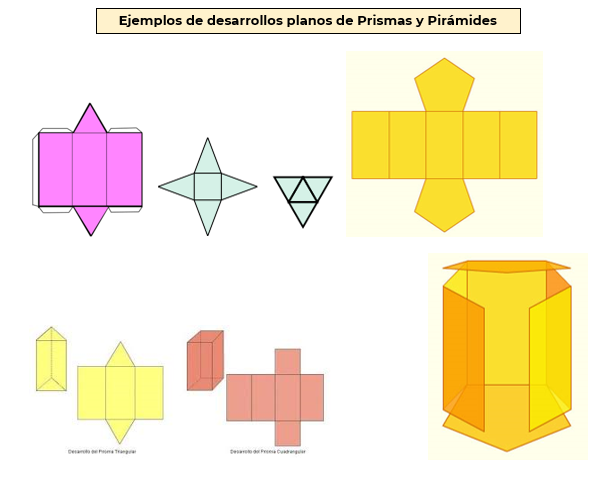 Ejemplos de desarrollos planos de Prismas y Pirámides
Desarrollo del Prisma Triangular
Desarrollo del Prisma Cuadrangular